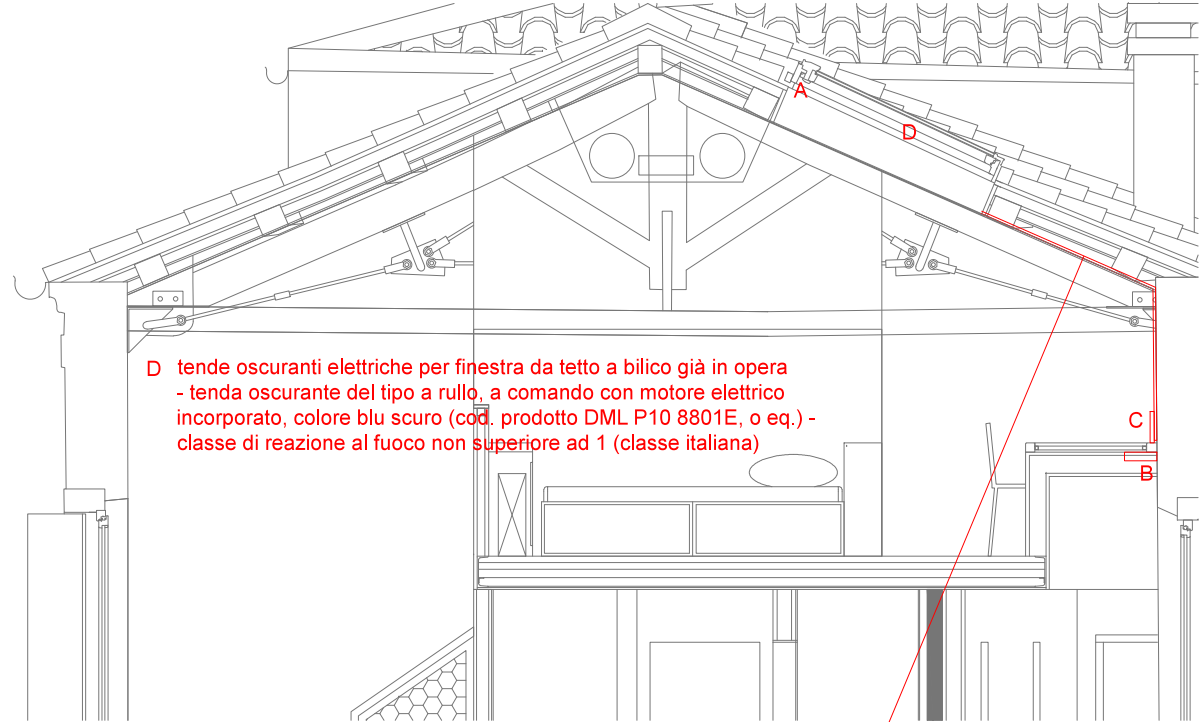 A
D
D tende oscuranti elettriche per finestra da tetto a bilico già in opera
- tenda oscurante del tipo a rullo, a comando con motore elettrico
incorporato, colore blu scuro (cod. prodotto DML P10 8801E, o eq.) -
classe di reazione al fuoco non superiore ad 1 (classe italiana)
C
B